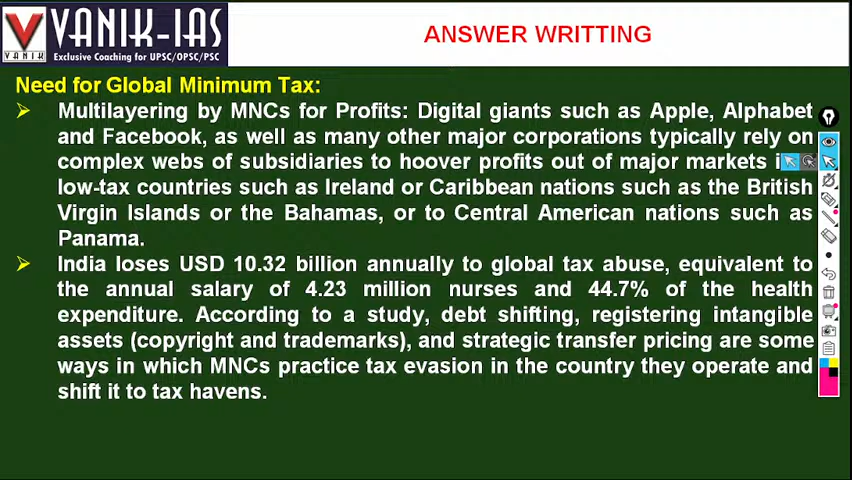 VANIK-IAS
VANIK
Exclusive Coaching for UPSC/OPSC/PSC
ANSWER WRITTING
Need for Global Minimum Tax:
Multilayering by MNCs for Profits: Digital giants such as Apple, Alphabet
and Facebook, as well as many other major corporations typically rely on
complex webs of subsidiaries to hoover profits out of major markets
low-tax countries such as Ireland or Caribbean nations such as the British
Virgin Islands or the Bahamas, or to Central American nations such as
Panama.
India loses USD 10.32 billion annually to global tax abuse, equivalent to
the annual salary of 4.23 million nurses and 44.7% of the health
expenditure. According to a study, debt shifting, registering intangible
assets (copyright and trademarks), and strategic transfer pricing are some
ways in which MNCs practice tax evasion in the country they operate and
shift it to tax havens.